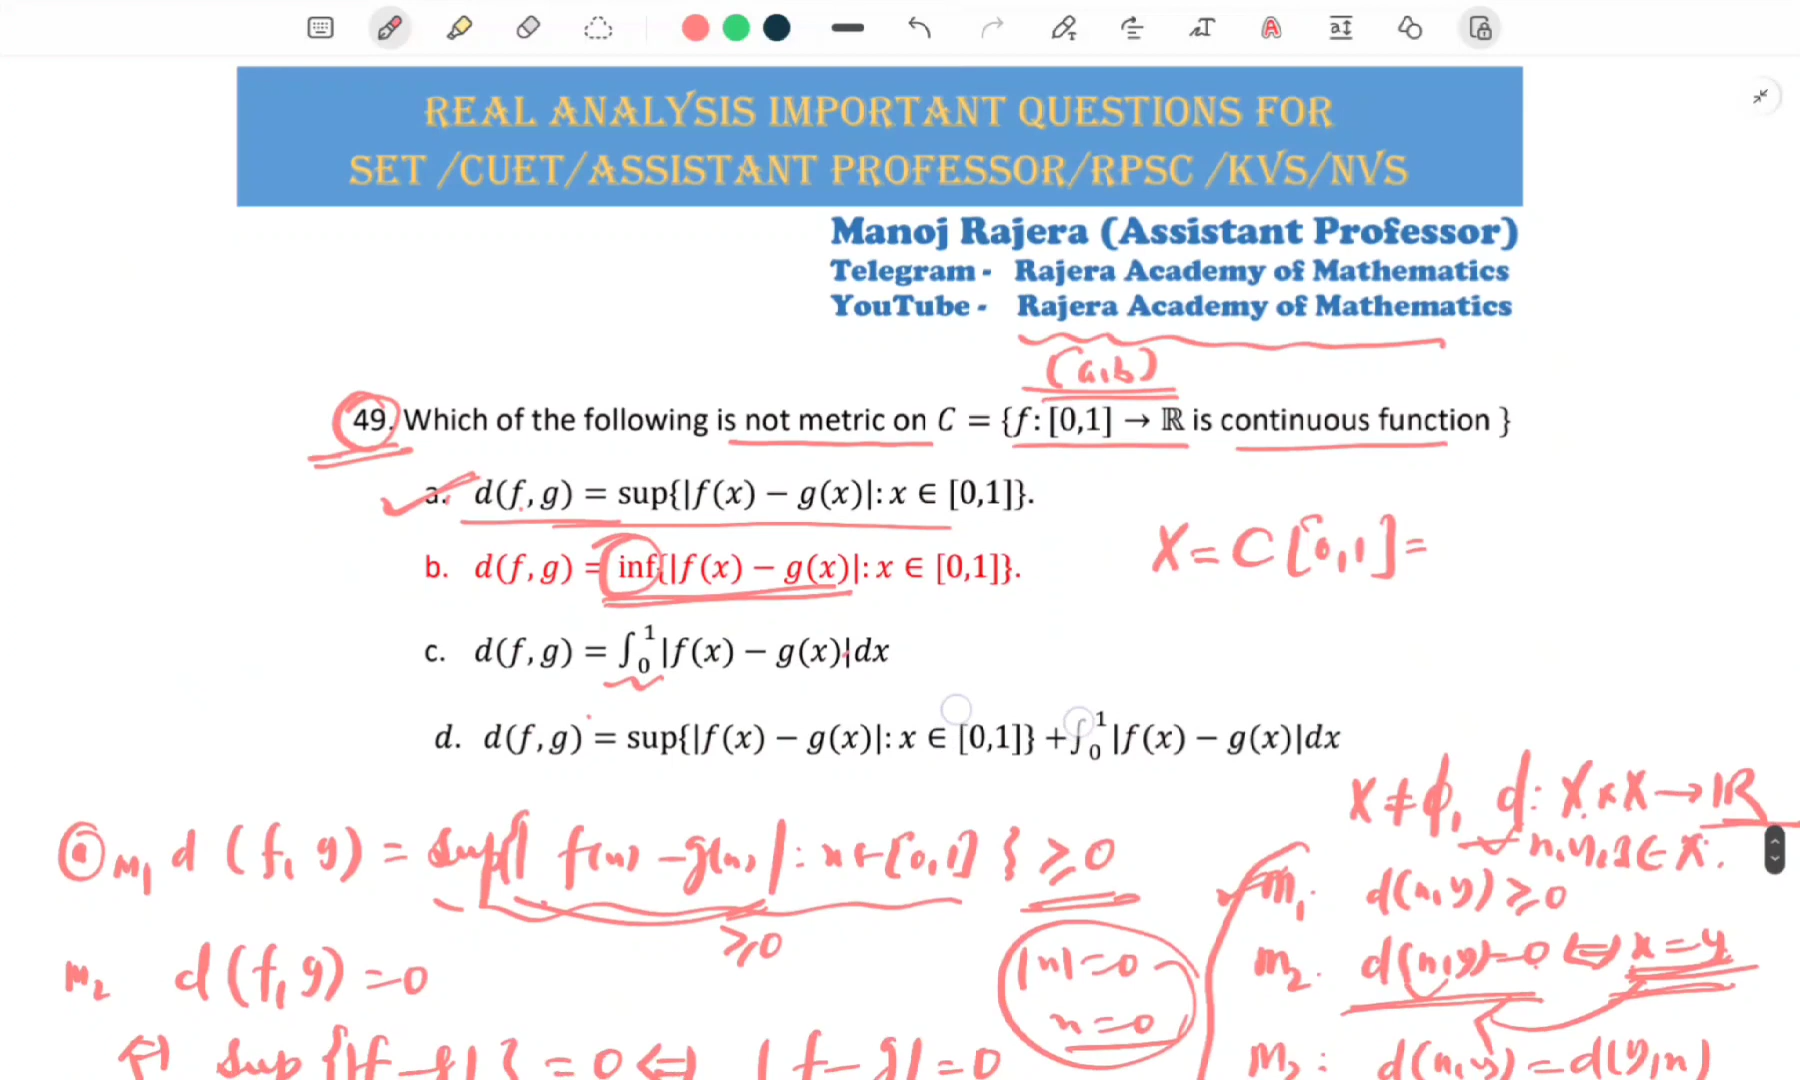 REAL ANALYSIS IMPORTANT QUESTIONS FOR
SET /CUET/ASSISTANT PROFESSOR/RPSC /KVS/NVS
Manoj Rajera (Assistant Professor)
Telegram - Rajera Academy of Mathematics
YouTube - Rajera Academy of Mathematics
(a,b)
49. Which of the following is not metric on C = {f: [0,1] → ℝ is continuous function }
a. d(f, g) = sup{|f(x) − g(x)|: x ∈ [0,1]}.
X = C[0,1] =
b. d(f, g) = inf{|f(x) − g(x)|: x ∈ [0,1]}.
c. d(f, g) = ∫₀¹ |f(x) − g(x)|dx
d. d(f, g) = sup{|f(x) − g(x)|: x ∈ [0,1]} + ∫₀¹ |f(x) − g(x)|dx
X ≠ ϕ, d: X × X → ℝ
ⓐ M₁ d (f, g) = sup{| f(x) − g(x) | : x ∈ [0,1] } ≥ 0
≥0
m₁: d(x,y) ≥ 0
M₂ d (f, g) = 0
|x| = 0
x = 0
m₂. d(x,y) = 0 ⇔ x = y
⇔ sup {|f − g|} = 0 ⇔ |f − g| = 0
d(x,y) = d(y,x)